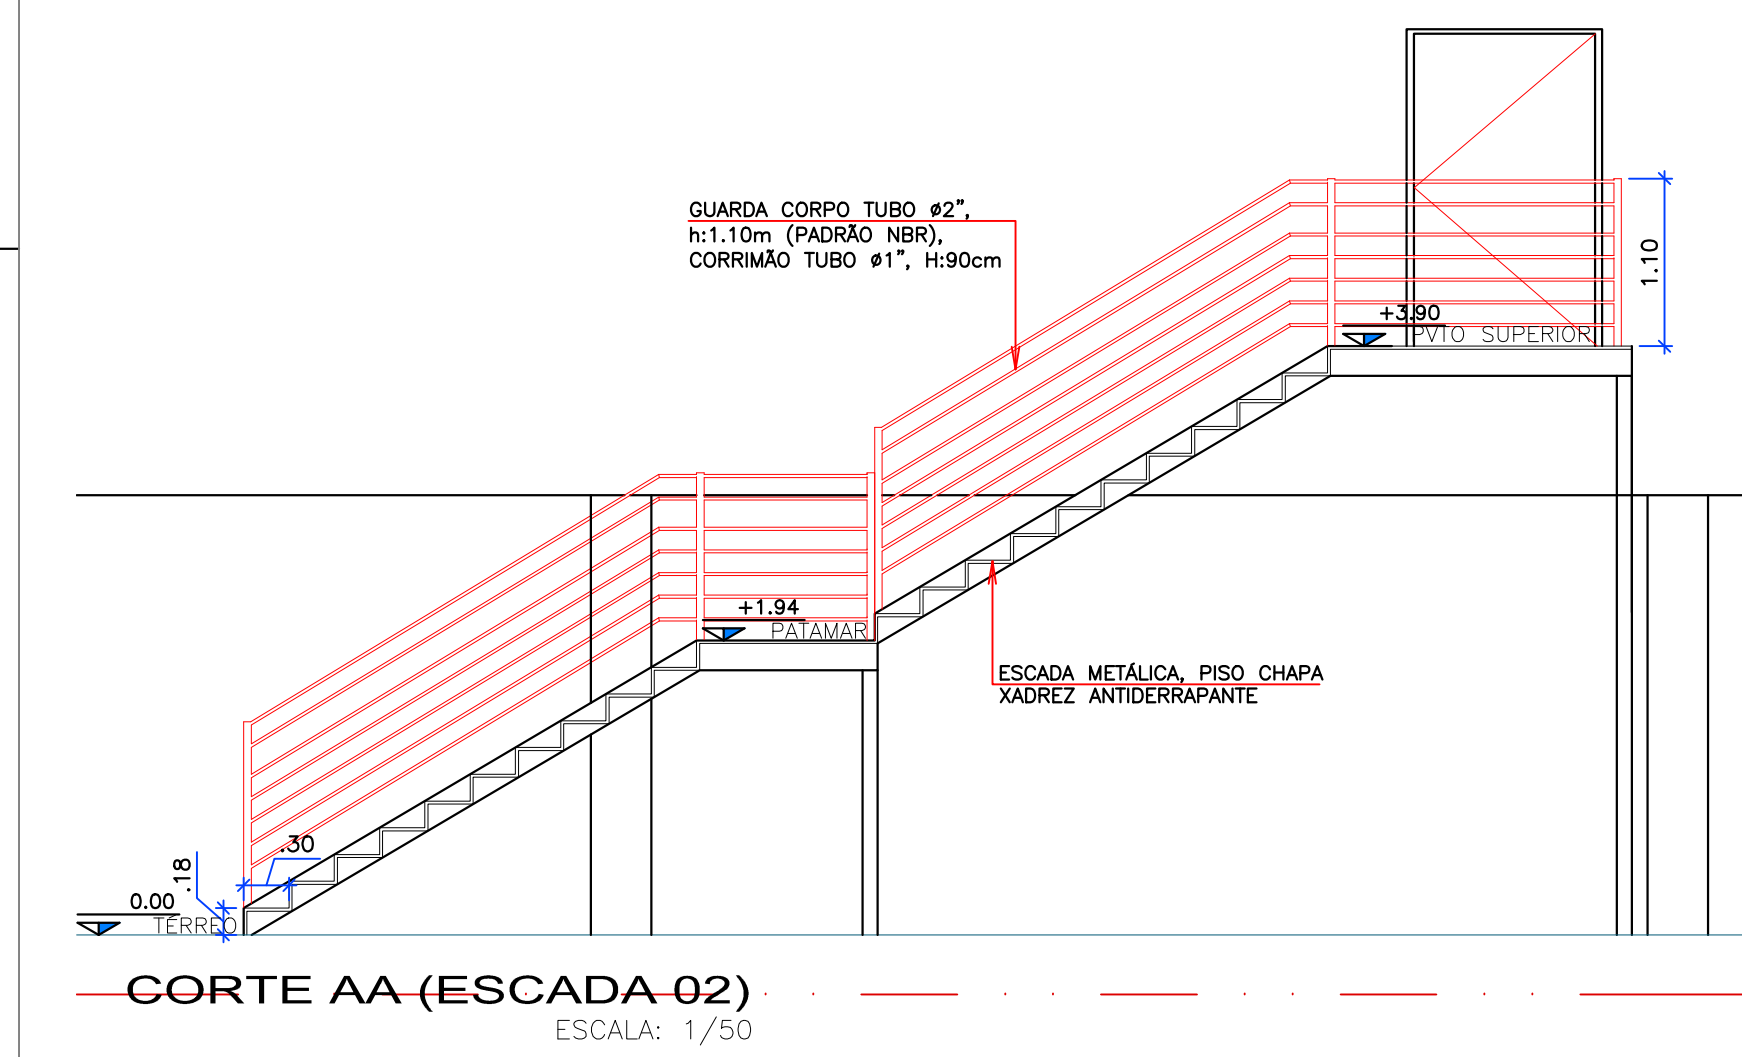 GUARDA CORPO TUBO ø2”,
h:1.10m (PADRÃO NBR),
CORRIMÃO TUBO ø1”, H:90cm
1.10
+3.90
PVTO SUPERIOR
+1.94
PATAMAR
ESCADA METÁLICA, PISO CHAPA
XADREZ ANTIDERRAPANTE
.30
.18
0.00
TÉRREO
CORTE AA (ESCADA 02)
ESCALA: 1/50